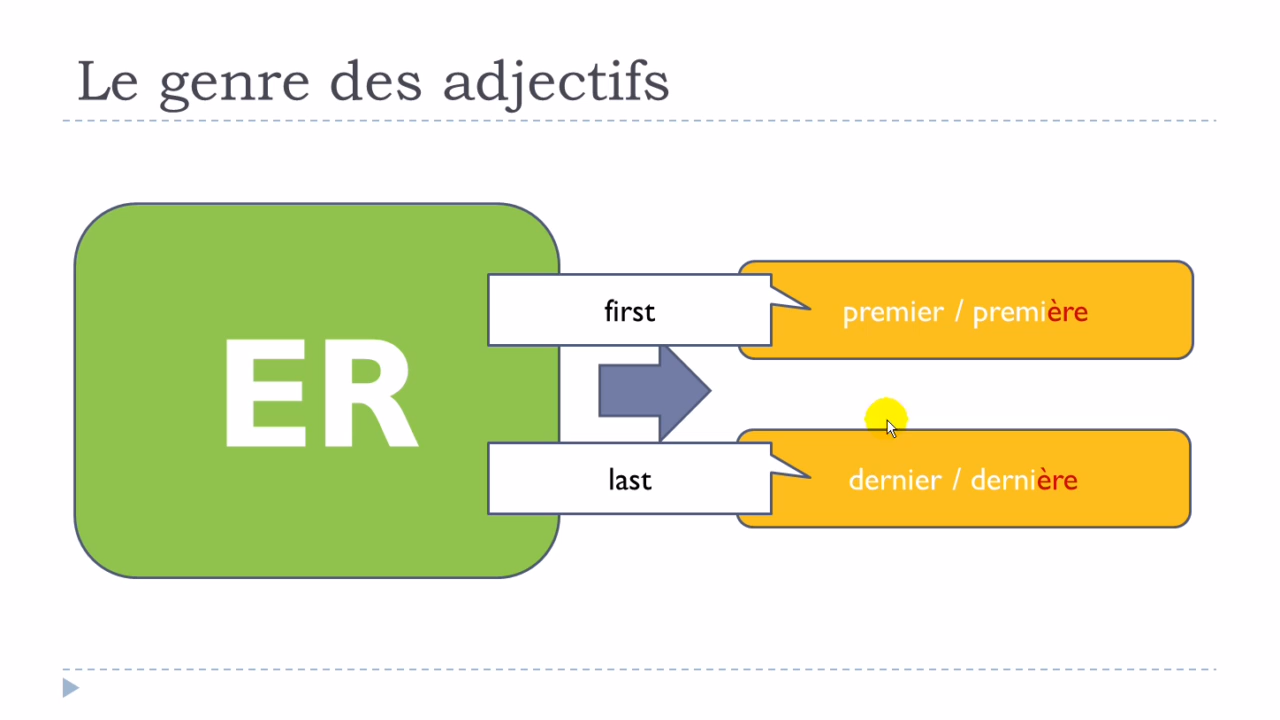 Le genre des adjectifs
ER
first
premier / première
last
dernier / dernière